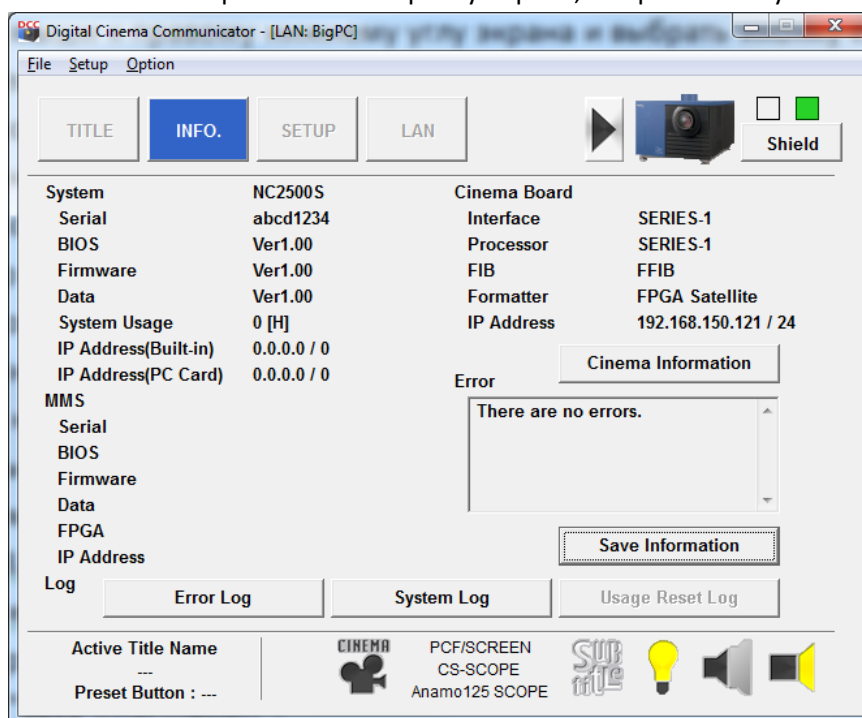 DCC Digital Cinema Communicator - [LAN: BigPC]
File Setup Option
TITLE INFO. SETUP LAN Shield
System NC2500S Cinema Board
Serial abcd1234 Interface SERIES-1
BIOS Ver1.00 Processor SERIES-1
Firmware Ver1.00 FIB FFIB
Data Ver1.00 Formatter FPGA Satellite
System Usage 0 [H] IP Address 192.168.150.121 / 24
IP Address(Built-in) 0.0.0.0 / 0
IP Address(PC Card) 0.0.0.0 / 0
Cinema Information
Error
There are no errors.
MMS
Serial
BIOS
Firmware
Data
FPGA
IP Address
Save Information
Log Error Log System Log Usage Reset Log
Active Title Name
---
Preset Button : ---
CINEMA
PCF/SCREEN
CS-SCOPE
Anamo125 SCOPE
SUB
title